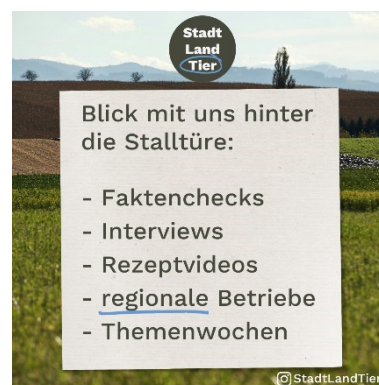 Stadt
Land
Tier
Blick mit uns hinter
die Stalltüre:
- Faktenchecks
- Interviews
- Rezeptvideos
- regionale Betriebe
- Themenwochen
StadtLandTier